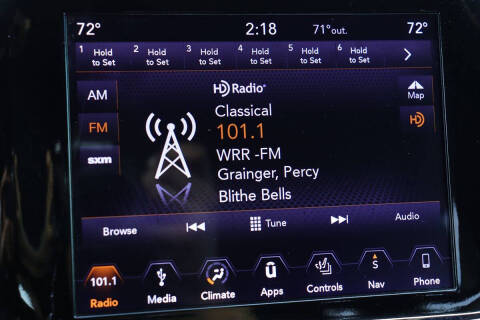 72° 2:18 71°out. 72°
1 Hold to Set 2 Hold to Set 3 Hold to Set 4 Hold to Set 5 Hold to Set 6 Hold to Set
HD Radio
AM
Map
Classical
FM
101.1
HD
sxm
WRR -FM
Grainger, Percy
Blithe Bells
Browse Tune Audio
101.1
Radio Media Climate Apps Controls Nav Phone
S
û